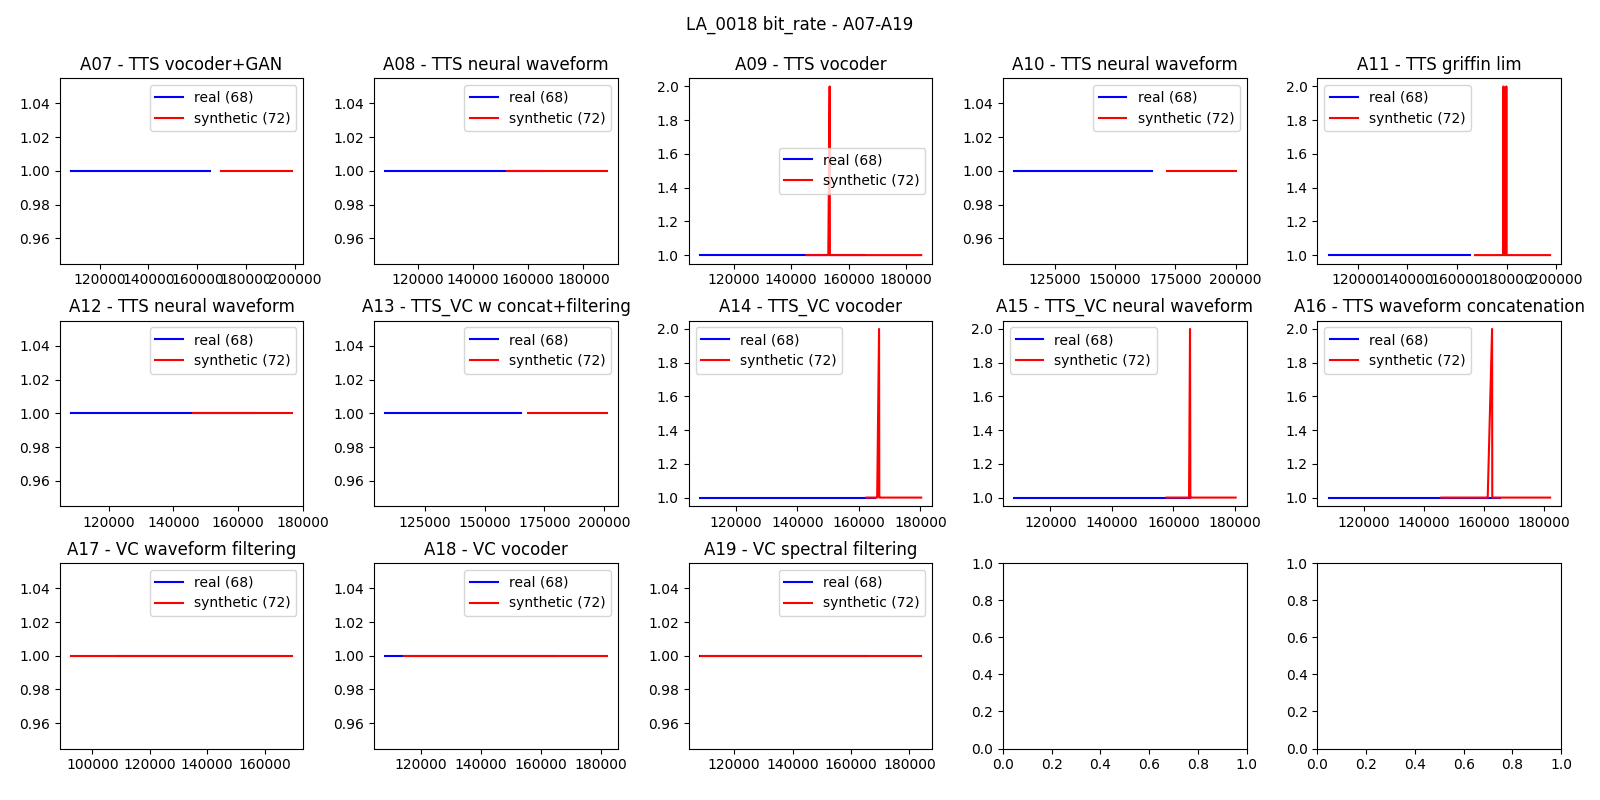 LA_0018 bit_rate - A07-A19
A07 - TTS vocoder+GAN
real (68)
synthetic (72)
1.04
1.02
1.00
0.98
0.96
120000 140000 160000 180000 200000
A08 - TTS neural waveform
real (68)
synthetic (72)
1.04
1.02
1.00
0.98
0.96
120000 140000 160000 180000
A09 - TTS vocoder
real (68)
synthetic (72)
2.0
1.8
1.6
1.4
1.2
1.0
120000 140000 160000 180000
A10 - TTS neural waveform
real (68)
synthetic (72)
1.04
1.02
1.00
0.98
0.96
125000 150000 175000 200000
A11 - TTS griffin lim
real (68)
synthetic (72)
2.0
1.8
1.6
1.4
1.2
1.0
120000 140000 160000 180000 200000
A12 - TTS neural waveform
real (68)
synthetic (72)
1.04
1.02
1.00
0.98
0.96
120000 140000 160000 180000
A13 - TTS_VC w concat+filtering
real (68)
synthetic (72)
1.04
1.02
1.00
0.98
0.96
125000 150000 175000 200000
A14 - TTS_VC vocoder
real (68)
synthetic (72)
2.0
1.8
1.6
1.4
1.2
1.0
120000 140000 160000 180000
A15 - TTS_VC neural waveform
real (68)
synthetic (72)
2.0
1.8
1.6
1.4
1.2
1.0
120000 140000 160000 180000
A16 - TTS waveform concatenation
real (68)
synthetic (72)
2.0
1.8
1.6
1.4
1.2
1.0
120000 140000 160000 180000
A17 - VC waveform filtering
real (68)
synthetic (72)
1.04
1.02
1.00
0.98
0.96
100000 120000 140000 160000
A18 - VC vocoder
real (68)
synthetic (72)
1.04
1.02
1.00
0.98
0.96
120000 140000 160000 180000
A19 - VC spectral filtering
real (68)
synthetic (72)
1.04
1.02
1.00
0.98
0.96
120000 140000 160000 180000
1.0
0.8
0.6
0.4
0.2
0.0
0.0 0.2 0.4 0.6 0.8 1.0
1.0
0.8
0.6
0.4
0.2
0.0
0.0 0.2 0.4 0.6 0.8 1.0